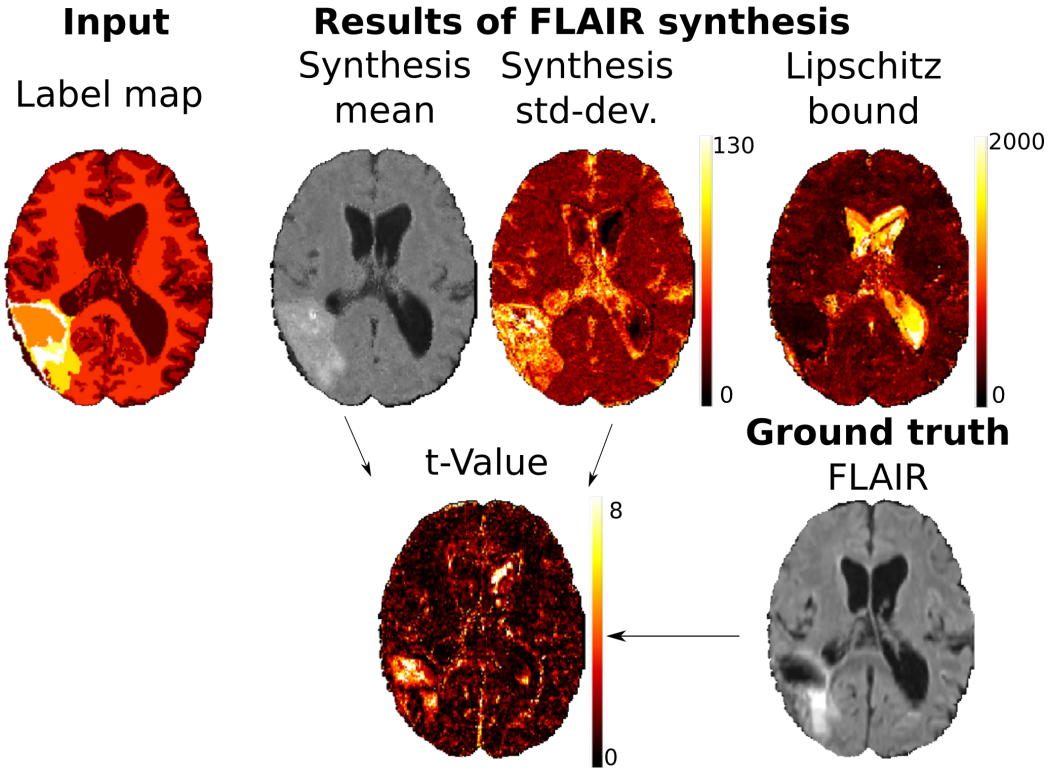 Input
Results of FLAIR synthesis
Label map
Synthesis
mean
Synthesis
std-dev.
Lipschitz
bound
130
0
2000
0
t-Value
8
0
Ground truth
FLAIR